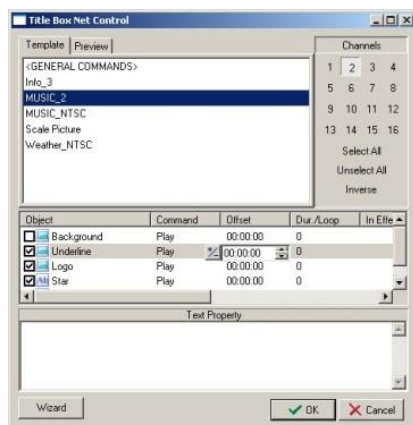 Title Box Net Control
Template Preview
Channels
<GENERAL COMMANDS>
Info_3
MUSIC_2
MUSIC_NTSC
Scale Picture
Weather_NTSC
1 2 3 4
5 6 7 8
9 10 11 12
13 14 15 16
Select All
Unselect All
Inverse
Object Command Offset Dur./Loop In Effe
Background Play 00:00:00 0
Underline Play 00:00:00 0
Logo Play 00:00:00 0
Star Play 00:00:00 0
Text Property
Wizard OK Cancel